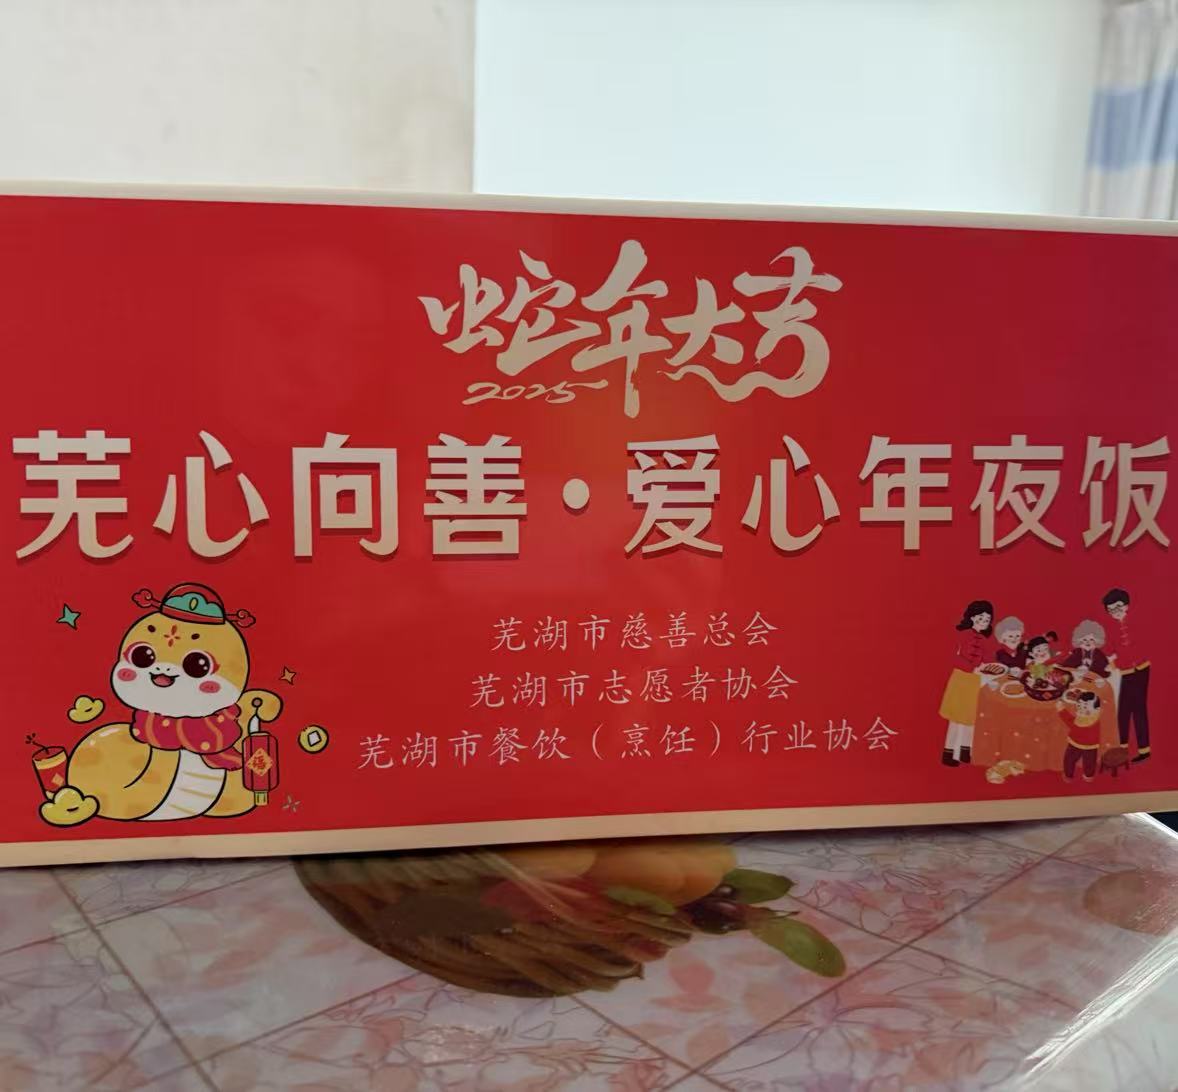 蛇年大吉
2025
芜心向善·爱心年夜饭
芜湖市慈善总会
芜湖市志愿者协会
芜湖市餐饮（烹饪）行业协会
福